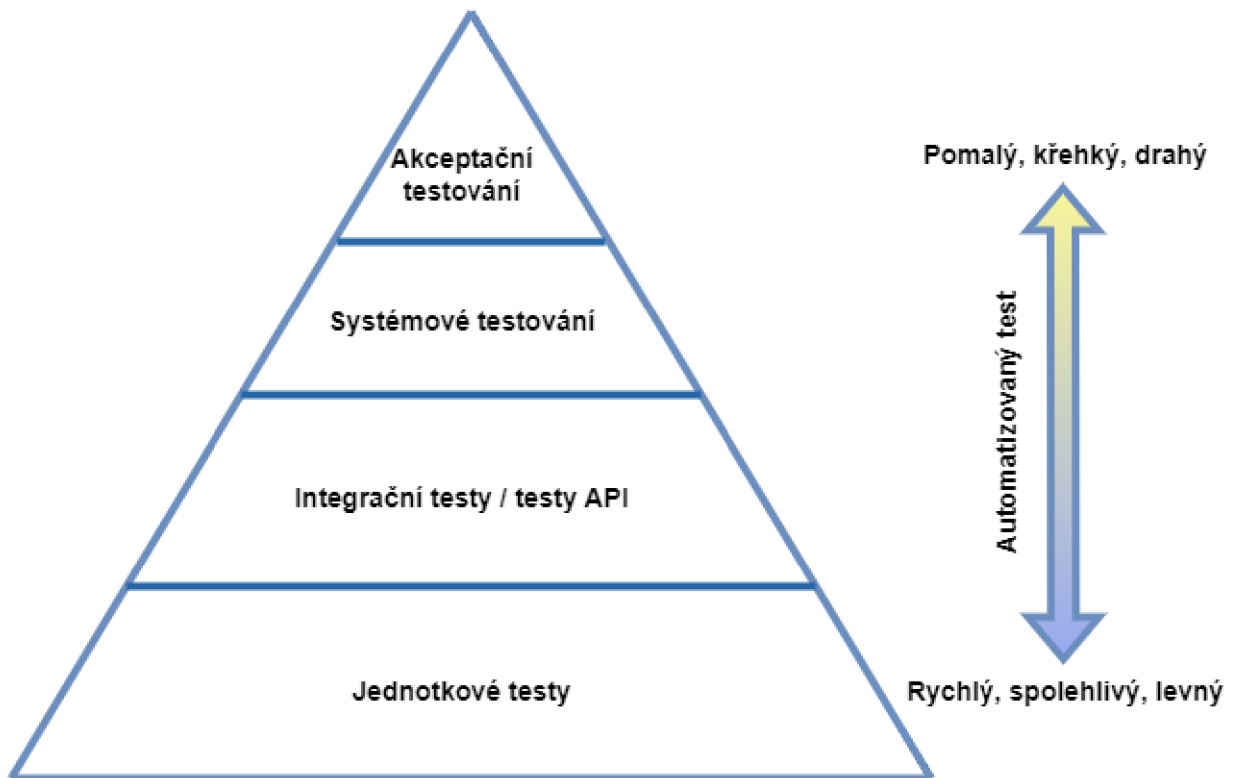 Akceptační
testování
Systémové testování
Integrační testy / testy API
Jednotkové testy
Pomalý, křehký, drahý
Automatizovaný test
Rychlý, spolehlivý, levný